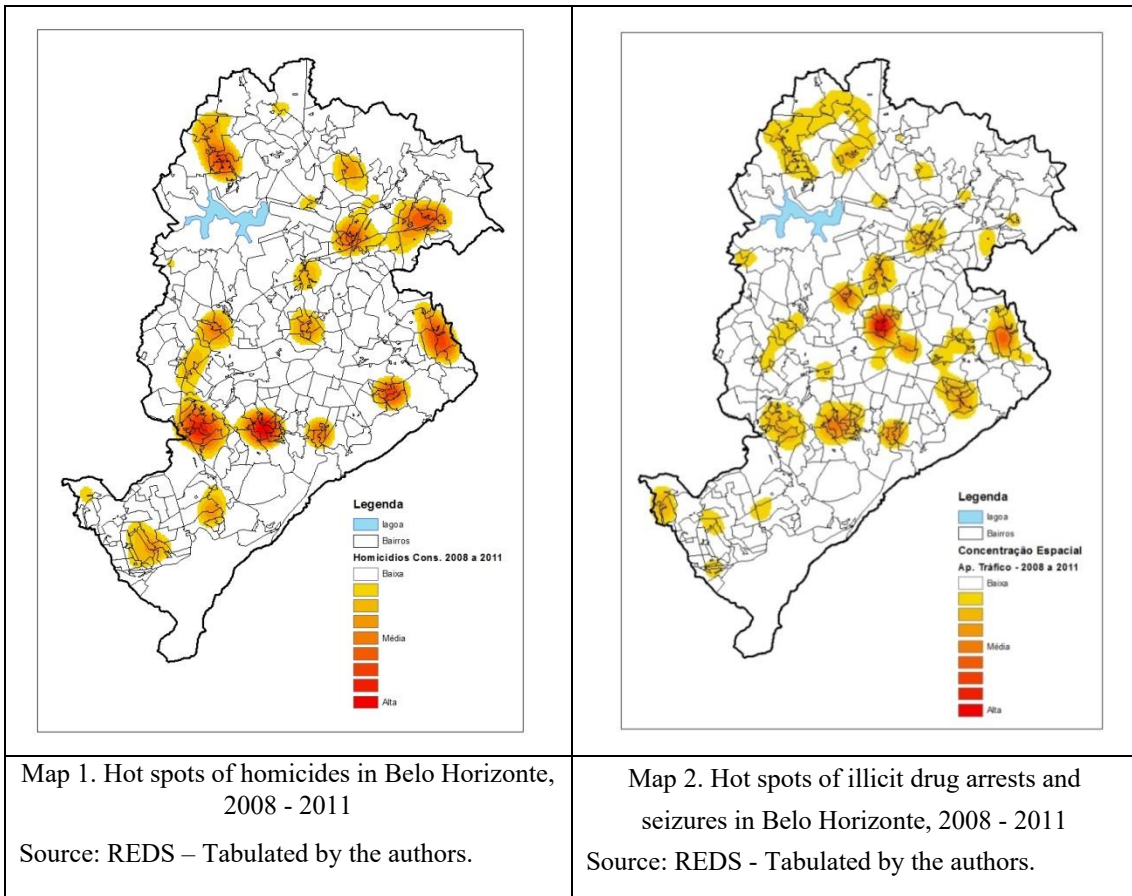 Legenda
lagoa
Bairros
Homicidios Cons. 2008 a 2011
Baixa
Média
Alta
Legenda
lagoa
Bairros
Concentração Espacial
Ap. Tráfico - 2008 a 2011
Baixa
Média
Alta
Map 1. Hot spots of homicides in Belo Horizonte,
2008 - 2011
Source: REDS – Tabulated by the authors.
Map 2. Hot spots of illicit drug arrests and
seizures in Belo Horizonte, 2008 - 2011
Source: REDS - Tabulated by the authors.